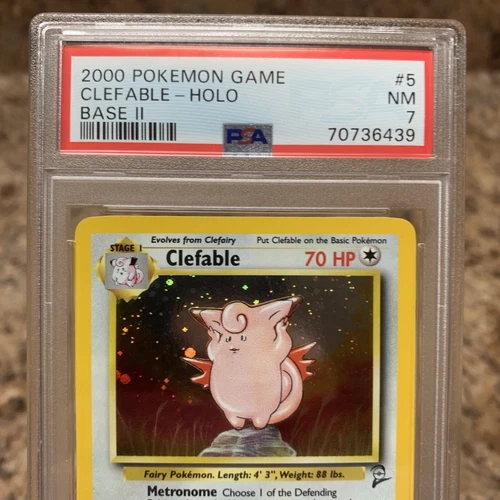 2000 POKEMON GAME #5
CLEFABLE - HOLO NM
BASE II 7
PSA 70736439
Evolves from Clefairy Put Clefable on the Basic Pokémon
STAGE 1
Clefable 70 HP
Fairy Pokémon. Length: 4' 3", Weight: 88 lbs.
Metronome Choose 1 of the Defending